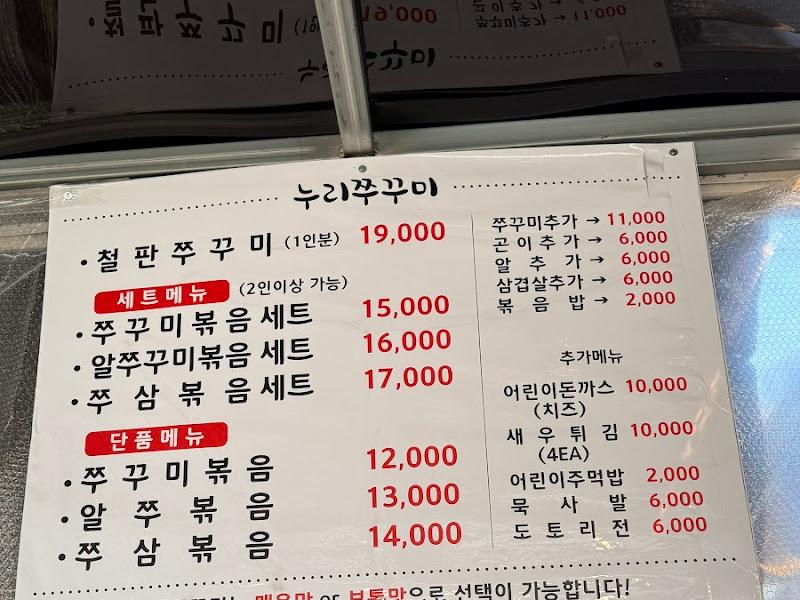 누리쭈꾸미
· 철판쭈꾸미 (1인분) 19,000
세트메뉴 (2인이상 가능)
· 쭈꾸미볶음세트 15,000
· 알쭈꾸미볶음세트 16,000
· 쭈삼볶음세트 17,000
단품메뉴
· 쭈꾸미볶음 12,000
· 알쭈볶음 13,000
· 쭈삼볶음 14,000
쭈꾸미추가 → 11,000
곤이추가 → 6,000
알추가 → 6,000
삼겹살추가 → 6,000
볶음밥 → 2,000
추가메뉴
어린이돈까스 10,000
(치즈)
새우튀김 10,000
(4EA)
어린이주먹밥 2,000
묵사발 6,000
도토리전 6,000
매운맛 or 보통맛으로 선택이 가능합니다!